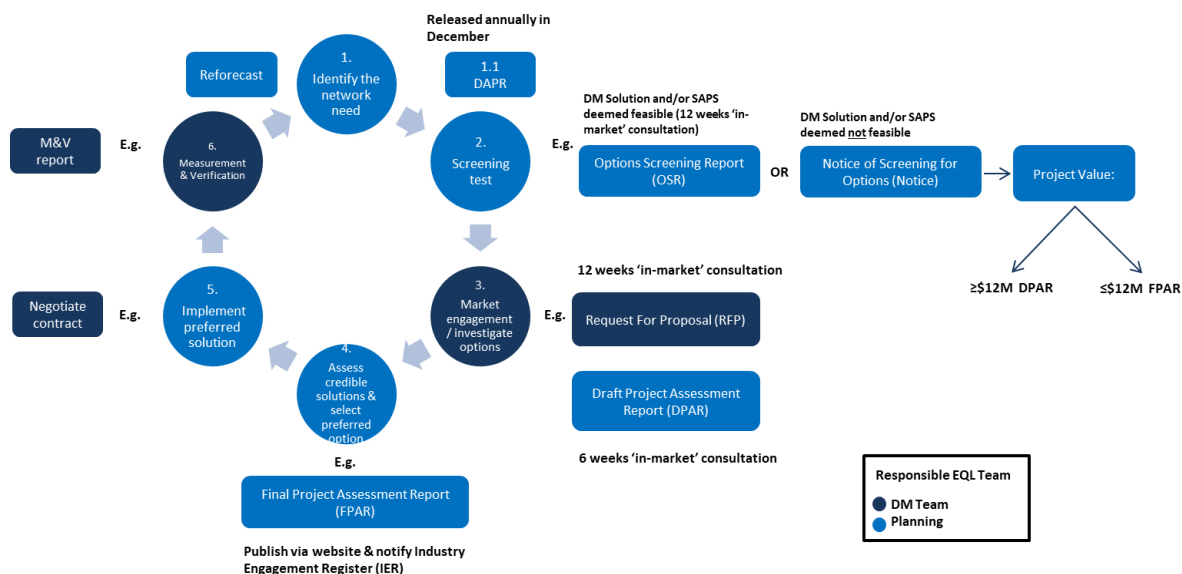 Released annually in
December
Reforecast
1.
Identify the
network
need
1.1
DAPR
DM Solution and/or SAPS
deemed feasible (12 weeks ‘in-
market’ consultation)
DM Solution and/or SAPS
deemed not feasible
M&V
report
E.g.
6.
Measurement
& Verification
2.
Screening
test
E.g.
Options Screening Report
(OSR)
OR
Notice of Screening for
Options (Notice)
Project Value:
≥$12M DPAR
≤$12M FPAR
12 weeks ‘in-market’ consultation
Negotiate
contract
E.g.
5.
Implement
preferred
solution
3.
Market
engagement
/ investigate
options
E.g.
Request For Proposal (RFP)
4.
Assess
credible
solutions &
select
preferred
option
Draft Project Assessment
Report (DPAR)
6 weeks ‘in-market’ consultation
E.g.
Final Project Assessment Report
(FPAR)
Publish via website & notify Industry
Engagement Register (IER)
Responsible EQL Team
DM Team
Planning